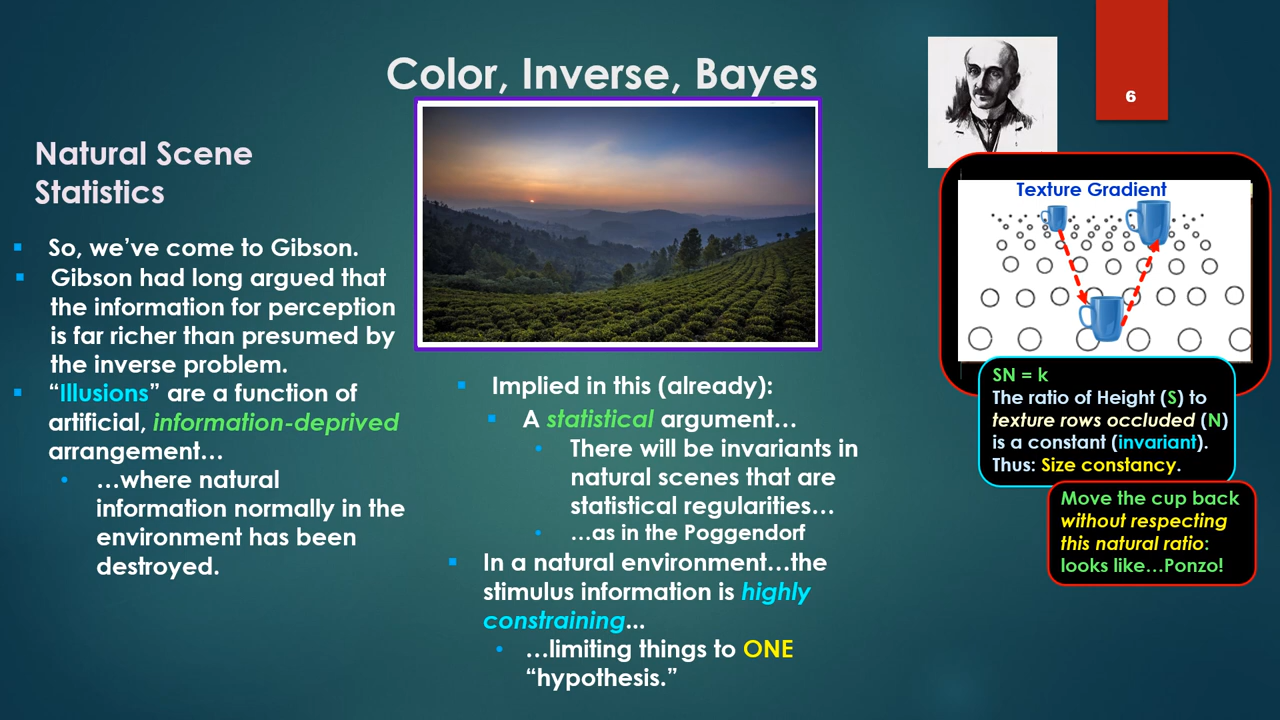 Color, Inverse, Bayes
6
Natural Scene
Statistics
So, we’ve come to Gibson.
Gibson had long argued that
the information for perception
is far richer than presumed by
the inverse problem.
“Illusions” are a function of
artificial, information-deprived
arrangement…
…where natural
information normally in the
environment has been
destroyed.
Implied in this (already):
A statistical argument…
There will be invariants in
natural scenes that are
statistical regularities…
…as in the Poggendorf
In a natural environment…the
stimulus information is highly
constraining...
…limiting things to ONE
“hypothesis.”
Texture Gradient
SN = k
The ratio of Height (S) to
texture rows occluded (N)
is a constant (invariant).
Thus: Size constancy.
Move the cup back
without respecting
this natural ratio:
looks like…Ponzo!